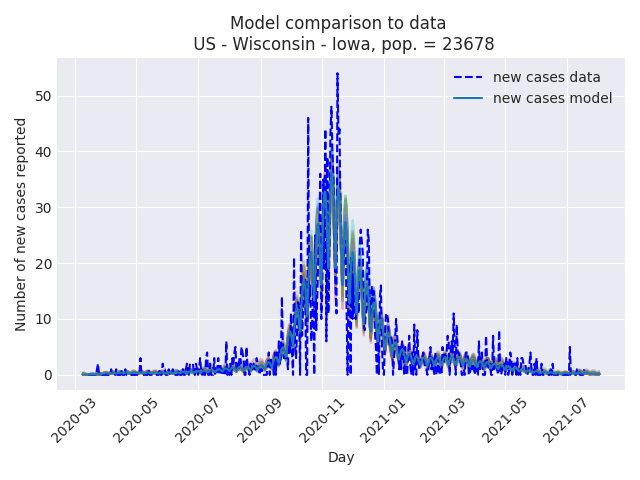 Model comparison to data
US - Wisconsin - Iowa, pop. = 23678
new cases data
new cases model
Number of new cases reported
50
40
30
20
10
0
2020-03
2020-05
2020-07
2020-09
2020-11
2021-01
2021-03
2021-05
2021-07
Day